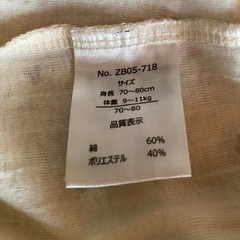 No. ZB05-718
サイズ
身長 70～80cm
体重 9～11kg
70～80
品質表示
綿 60%
ポリエステル 40%